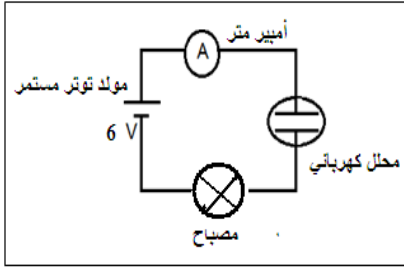 أمبير متر
A
مولد توتر مستمر
6 V
محلل كهربائي
مصباح